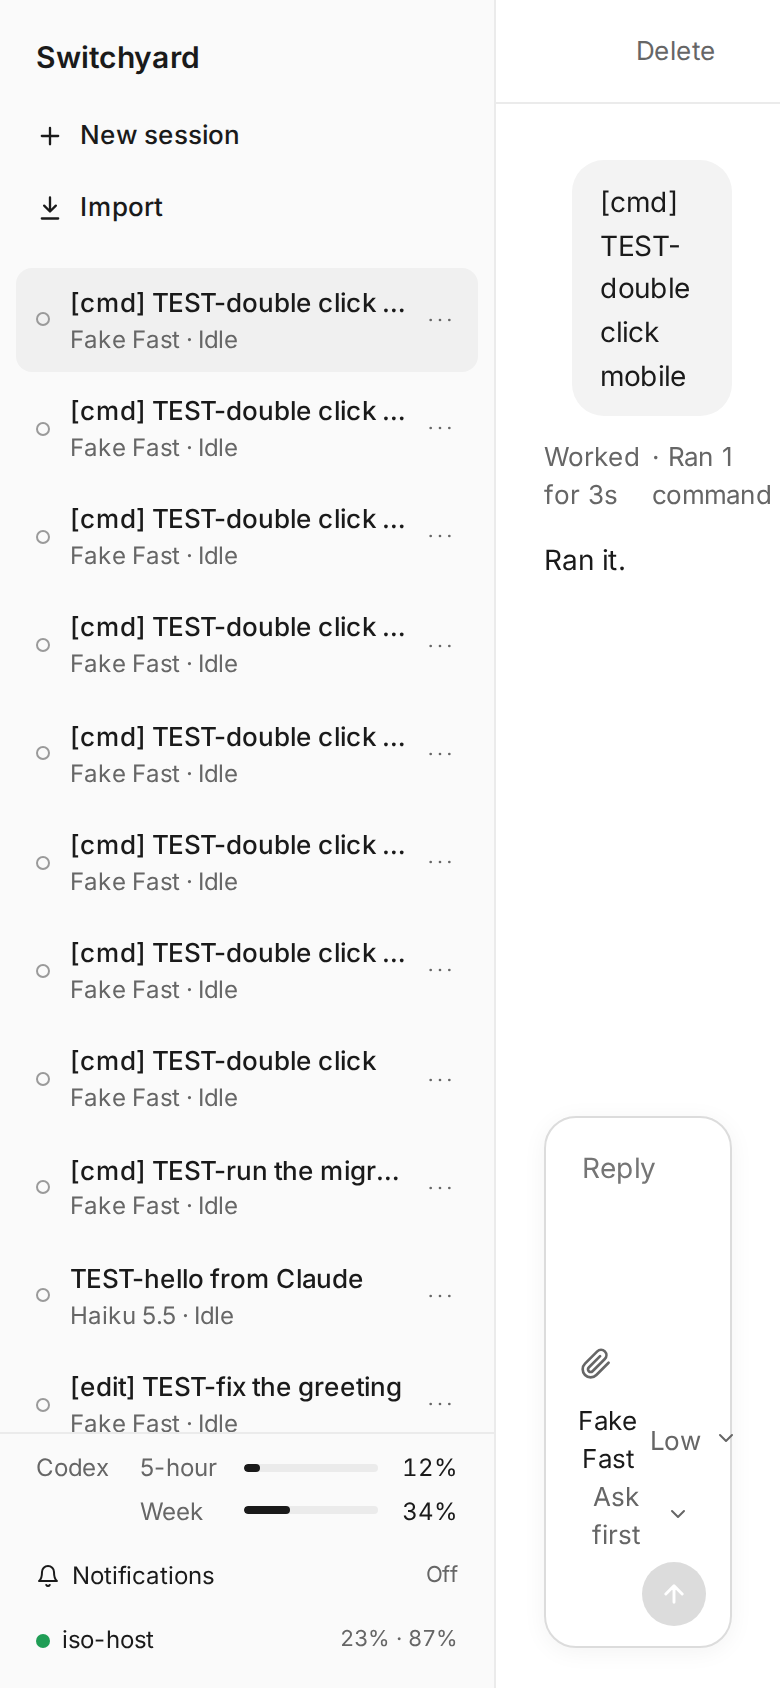 Switchyard
New session
Import
[cmd] TEST-double click ...
Fake Fast · Idle
[cmd] TEST-double click ...
Fake Fast · Idle
[cmd] TEST-double click ...
Fake Fast · Idle
[cmd] TEST-double click ...
Fake Fast · Idle
[cmd] TEST-double click ...
Fake Fast · Idle
[cmd] TEST-double click ...
Fake Fast · Idle
[cmd] TEST-double click ...
Fake Fast · Idle
[cmd] TEST-double click
Fake Fast · Idle
[cmd] TEST-run the migr...
Fake Fast · Idle
TEST-hello from Claude
Haiku 5.5 · Idle
[edit] TEST-fix the greeting
Fake Fast · Idle
Codex 5-hour 12%
Week 34%
Notifications Off
iso-host 23% · 87%
Delete
[cmd]
TEST-
double
click
mobile
Worked · Ran 1
for 3s command
Ran it.
Reply
Fake
Fast
Low
Ask
first